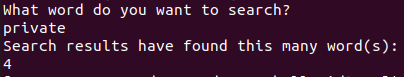 What word do you want to search?
private
Search results have found this many word(s):
4